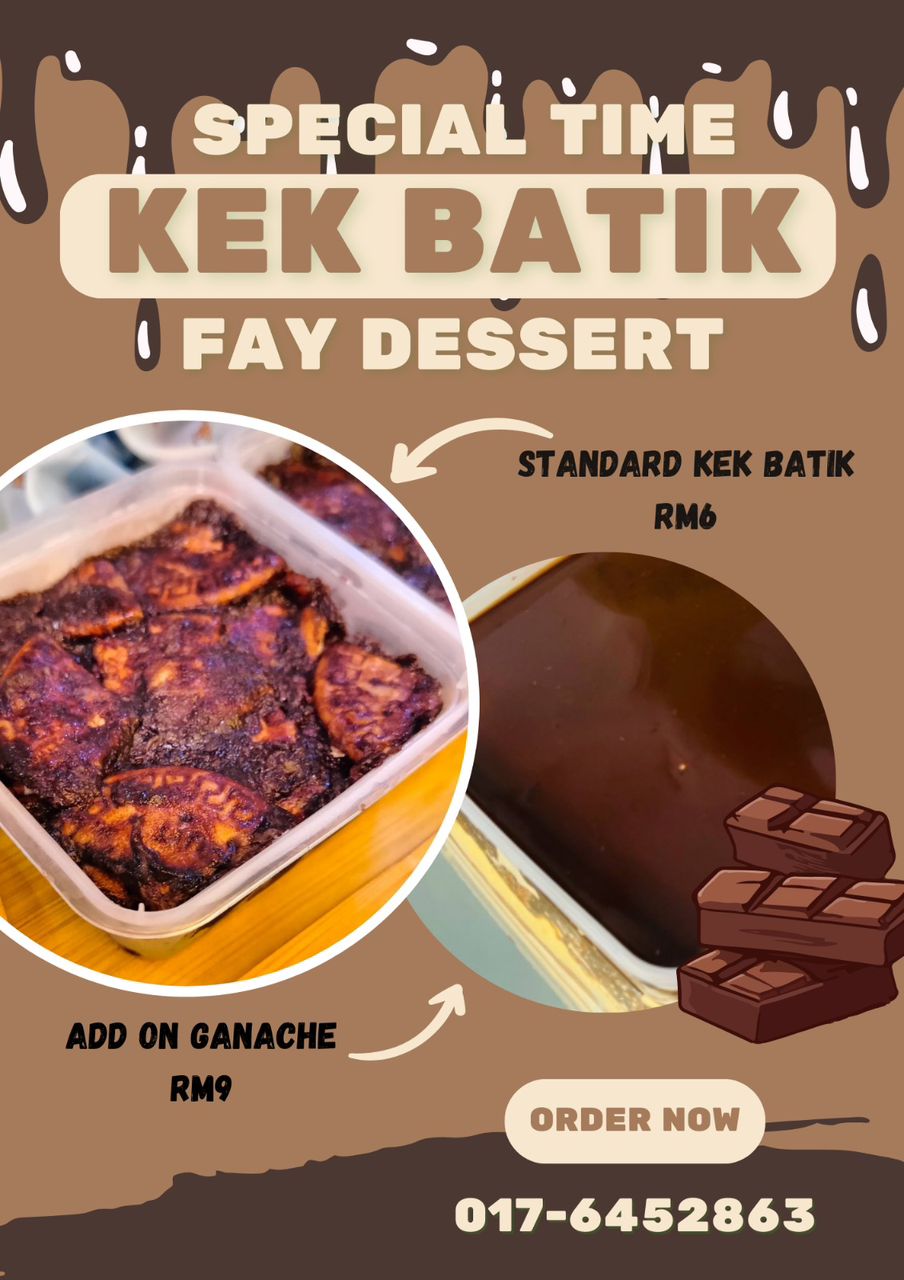 SPECIAL TIME
KEK BATIK
FAY DESSERT
STANDARD KEK BATIK
RM6
ADD ON GANACHE
RM9
ORDER NOW
017-6452863